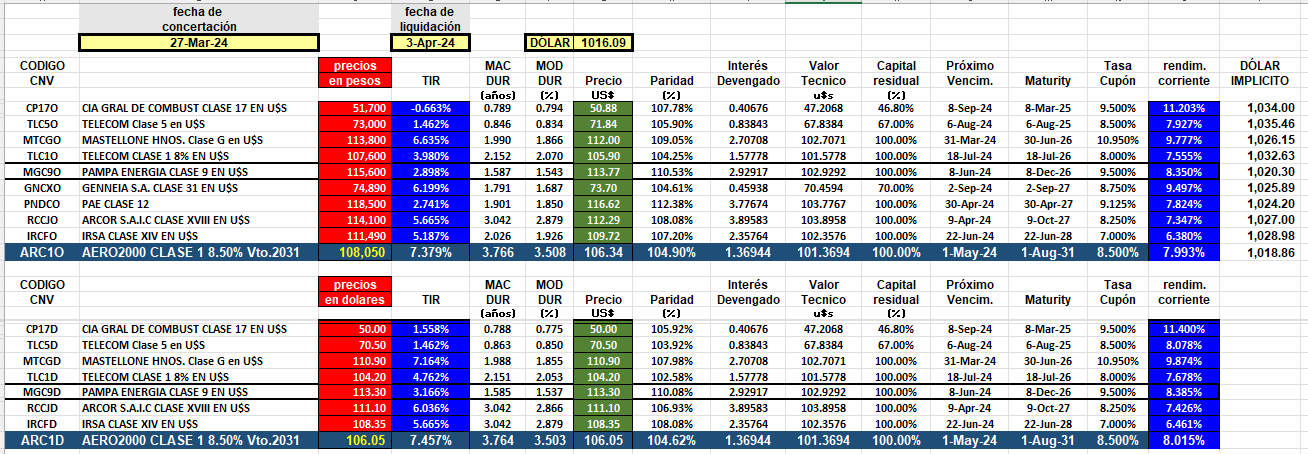 fecha de fecha de
concertación liquidación
27-Mar-24 3-Apr-24 DÓLAR 1016.09
CODIGO precios MAC MOD Interés Valor Capital Próximo Tasa rendim. DÓLAR
CNV en pesos TIR DUR DUR Precio Paridad Devengado Tecnico residual Vencim. Maturity Cupón corriente IMPLICITO
(años) (%) US$ (%) u$s (%)
CP17O CIA GRAL DE COMBUST CLASE 17 EN U$S 51,700 -0.663% 0.789 0.794 50.88 107.78% 0.40676 47.2068 46.80% 8-Sep-24 8-Mar-25 9.500% 11.203% 1,034.00
TLC5O TELECOM Clase 5 en U$S 73,000 1.462% 0.846 0.834 71.84 105.90% 0.83843 67.8384 67.00% 6-Aug-24 6-Aug-25 8.500% 7.927% 1,035.46
MTCGO MASTELLONE HNOS. Clase G en U$S 113,800 6.635% 1.990 1.866 112.00 109.05% 2.70708 102.7071 100.00% 31-Mar-24 30-Jun-26 10.950% 9.777% 1,026.15
TLC1O TELECOM CLASE 1 8% EN U$S 107,600 3.980% 2.152 2.070 105.90 104.25% 1.57778 101.5778 100.00% 18-Jul-24 18-Jul-26 8.000% 7.555% 1,032.63
MGC9O PAMPA ENERGIA CLASE 9 EN U$S 115,600 2.898% 1.587 1.543 113.77 110.53% 2.92917 102.9292 100.00% 8-Jun-24 8-Dec-26 9.500% 8.350% 1,020.30
GNCXO GENNEIA S.A. CLASE 31 EN U$S 74,890 6.199% 1.791 1.687 73.70 104.61% 0.45938 70.4594 70.00% 2-Sep-24 2-Sep-27 8.750% 9.497% 1,025.89
PNDCO PAE CLASE 12 118,500 2.741% 1.901 1.850 116.62 112.38% 3.77674 103.7767 100.00% 30-Apr-24 30-Apr-27 9.125% 7.824% 1,024.20
RCCJO ARCOR S.A.I.C CLASE XVIII EN U$S 114,100 5.665% 3.042 2.879 112.29 108.08% 3.89583 103.8958 100.00% 9-Apr-24 9-Oct-27 8.250% 7.347% 1,027.00
IRCFO IRSA CLASE XIV EN U$S 111,490 5.187% 2.026 1.926 109.72 107.20% 2.35764 102.3576 100.00% 22-Jun-24 22-Jun-28 7.000% 6.380% 1,028.98
ARC1O AERO2000 CLASE 1 8.50% Vto.2031 108,050 7.379% 3.766 3.508 106.34 104.90% 1.36944 101.3694 100.00% 1-May-24 1-Aug-31 8.500% 7.993% 1,018.86
CODIGO precios MAC MOD Interés Valor Capital Próximo Tasa rendim.
CNV en dolares TIR DUR DUR Precio Paridad Devengado Tecnico residual Vencim. Maturity Cupón corriente
(años) (%) US$ (%) u$s (%)
CP17D CIA GRAL DE COMBUST CLASE 17 EN U$S 50.00 1.558% 0.788 0.775 50.00 105.92% 0.40676 47.2068 46.80% 8-Sep-24 8-Mar-25 9.500% 11.400%
TLC5D TELECOM Clase 5 en U$S 70.50 1.462% 0.863 0.850 70.50 103.92% 0.83843 67.8384 67.00% 6-Aug-24 6-Aug-25 8.500% 8.078%
MTCGD MASTELLONE HNOS. Clase G en U$S 110.90 7.164% 1.988 1.855 110.90 107.98% 2.70708 102.7071 100.00% 31-Mar-24 30-Jun-26 10.950% 9.874%
TLC1D TELECOM CLASE 1 8% EN U$S 104.20 4.762% 2.151 2.053 104.20 102.58% 1.57778 101.5778 100.00% 18-Jul-24 18-Jul-26 8.000% 7.678%
MGC9D PAMPA ENERGIA CLASE 9 EN U$S 113.30 3.166% 1.585 1.537 113.30 110.08% 2.92917 102.9292 100.00% 8-Jun-24 8-Dec-26 9.500% 8.385%
RCCJD ARCOR S.A.I.C CLASE XVIII EN U$S 111.10 6.036% 3.042 2.866 111.10 106.93% 3.89583 103.8958 100.00% 9-Apr-24 9-Oct-27 8.250% 7.426%
IRCFD IRSA CLASE XIV EN U$S 108.35 5.665% 3.042 2.879 108.35 108.08% 2.35764 102.3576 100.00% 22-Jun-24 22-Jun-28 7.000% 6.461%
ARC1D AERO2000 CLASE 1 8.50% Vto.2031 106.05 7.457% 3.764 3.503 106.05 104.62% 1.36944 101.3694 100.00% 1-May-24 1-Aug-31 8.500% 8.015%